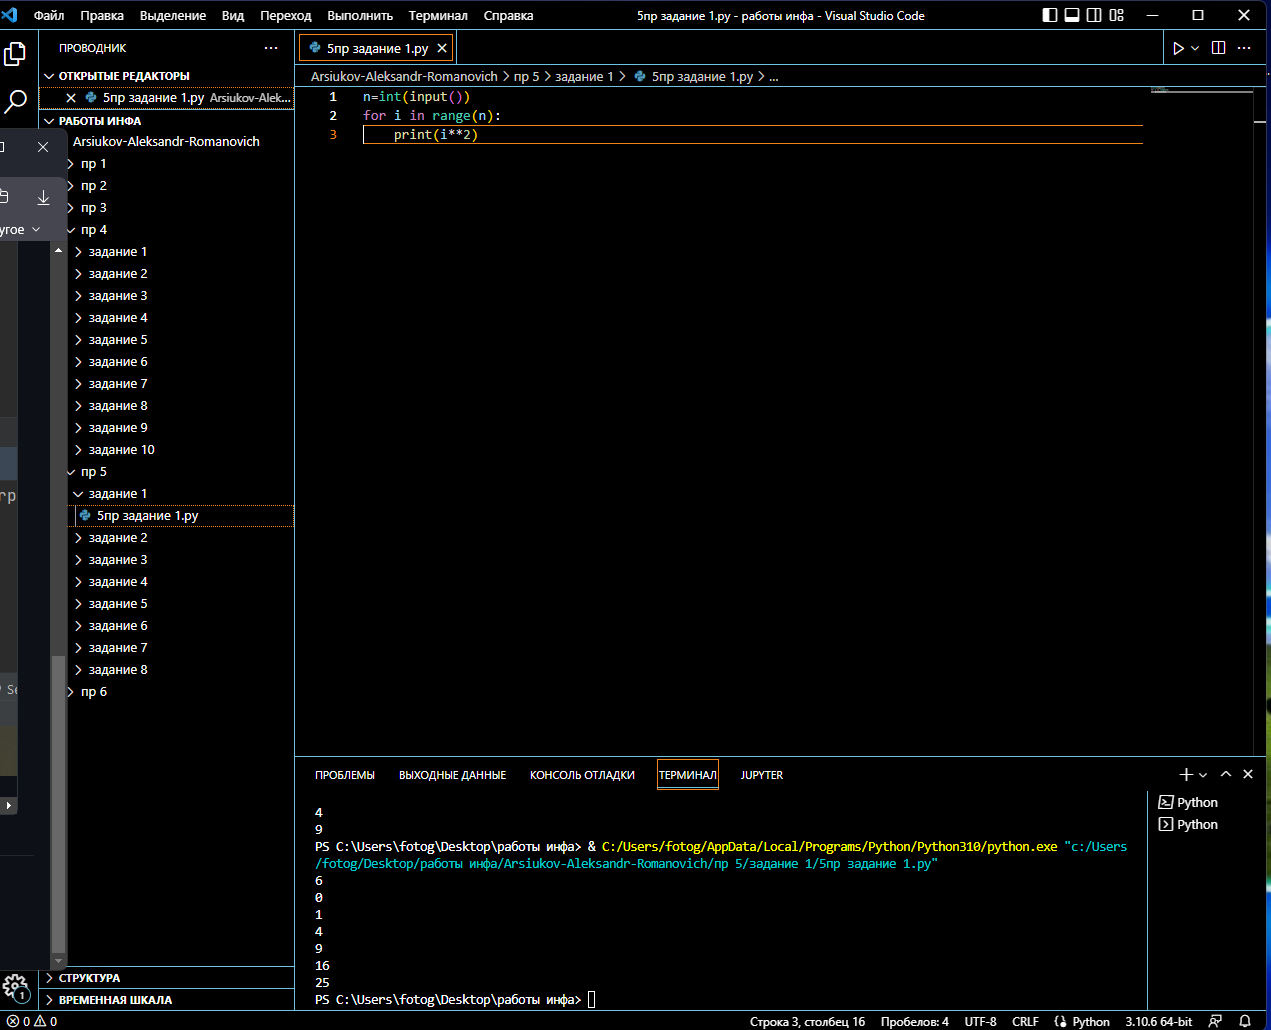 Файл Правка Выделение Вид Переход Выполнить Терминал Справка 5пр задание 1.py - работы инфа - Visual Studio Code
ПРОВОДНИК
5пр задание 1.py
ОТКРЫТЫЕ РЕДАКТОРЫ
Arsiukov-Aleksandr-Romanovich > пр 5 > задание 1 > 5пр задание 1.py > ...
5пр задание 1.py Arsiukov-Alek...
РАБОТЫ ИНФА
1 n=int(input())
2 for i in range(n):
3 print(i**2)
Arsiukov-Aleksandr-Romanovich
пр 1
пр 2
пр 3
пр 4
задание 1
задание 2
задание 3
задание 4
задание 5
задание 6
задание 7
задание 8
задание 9
задание 10
пр 5
задание 1
5пр задание 1.py
задание 2
задание 3
задание 4
задание 5
задание 6
задание 7
задание 8
пр 6
СТРУКТУРА
ВРЕМЕННАЯ ШКАЛА
ПРОБЛЕМЫ ВЫХОДНЫЕ ДАННЫЕ КОНСОЛЬ ОТЛАДКИ ТЕРМИНАЛ JUPYTER
4
9
PS C:\Users\fotog\Desktop\работы инфа> & C:/Users/fotog/AppData/Local/Programs/Python/Python310/python.exe "c:/Users
/fotog/Desktop/работы инфа/Arsiukov-Aleksandr-Romanovich/пр 5/задание 1/5пр задание 1.py"
6
0
1
4
9
16
25
PS C:\Users\fotog\Desktop\работы инфа>
Python
Python
1
0 0 Строка 3, столбец 16 Пробелов: 4 UTF-8 CRLF Python 3.10.6 64-bit